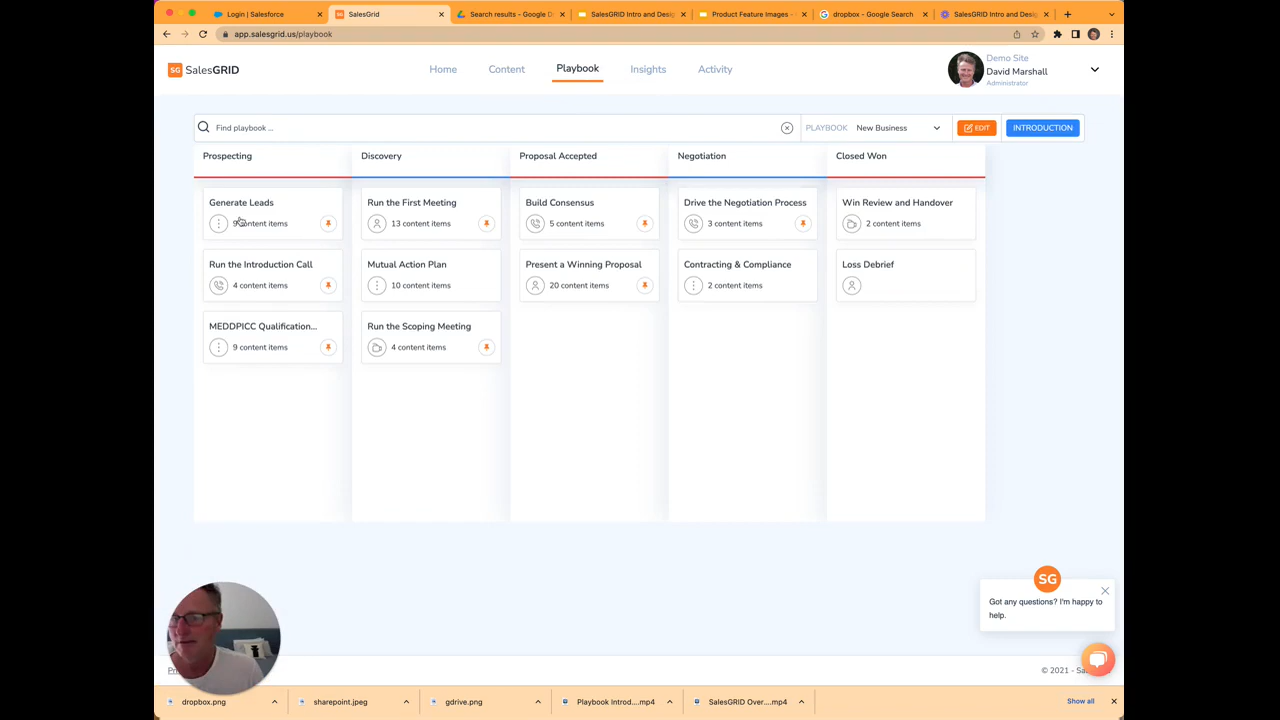 Login | Salesforce
SalesGrid
Search results - Google D
SalesGRID Intro and Desig
Product Feature Images -
dropbox - Google Search
SalesGRID Intro and Desig
app.salesgrid.us/playbook
SG SalesGRID
Home
Content
Playbook
Insights
Activity
Demo Site
David Marshall
Administrator
Find playbook ...
PLAYBOOK
New Business
EDIT
INTRODUCTION
Prospecting
Discovery
Proposal Accepted
Negotiation
Closed Won
Generate Leads
9 content items
Run the First Meeting
13 content items
Build Consensus
5 content items
Drive the Negotiation Process
3 content items
Win Review and Handover
2 content items
Run the Introduction Call
4 content items
Mutual Action Plan
10 content items
Present a Winning Proposal
20 content items
Contracting & Compliance
2 content items
Loss Debrief
MEDDPICC Qualification...
9 content items
Run the Scoping Meeting
4 content items
SG
Got any questions? I'm happy to
help.
© 2021 -
dropbox.png
sharepoint.jpeg
gdrive.png
Playbook Introd....mp4
SalesGRID Over....mp4
Show all